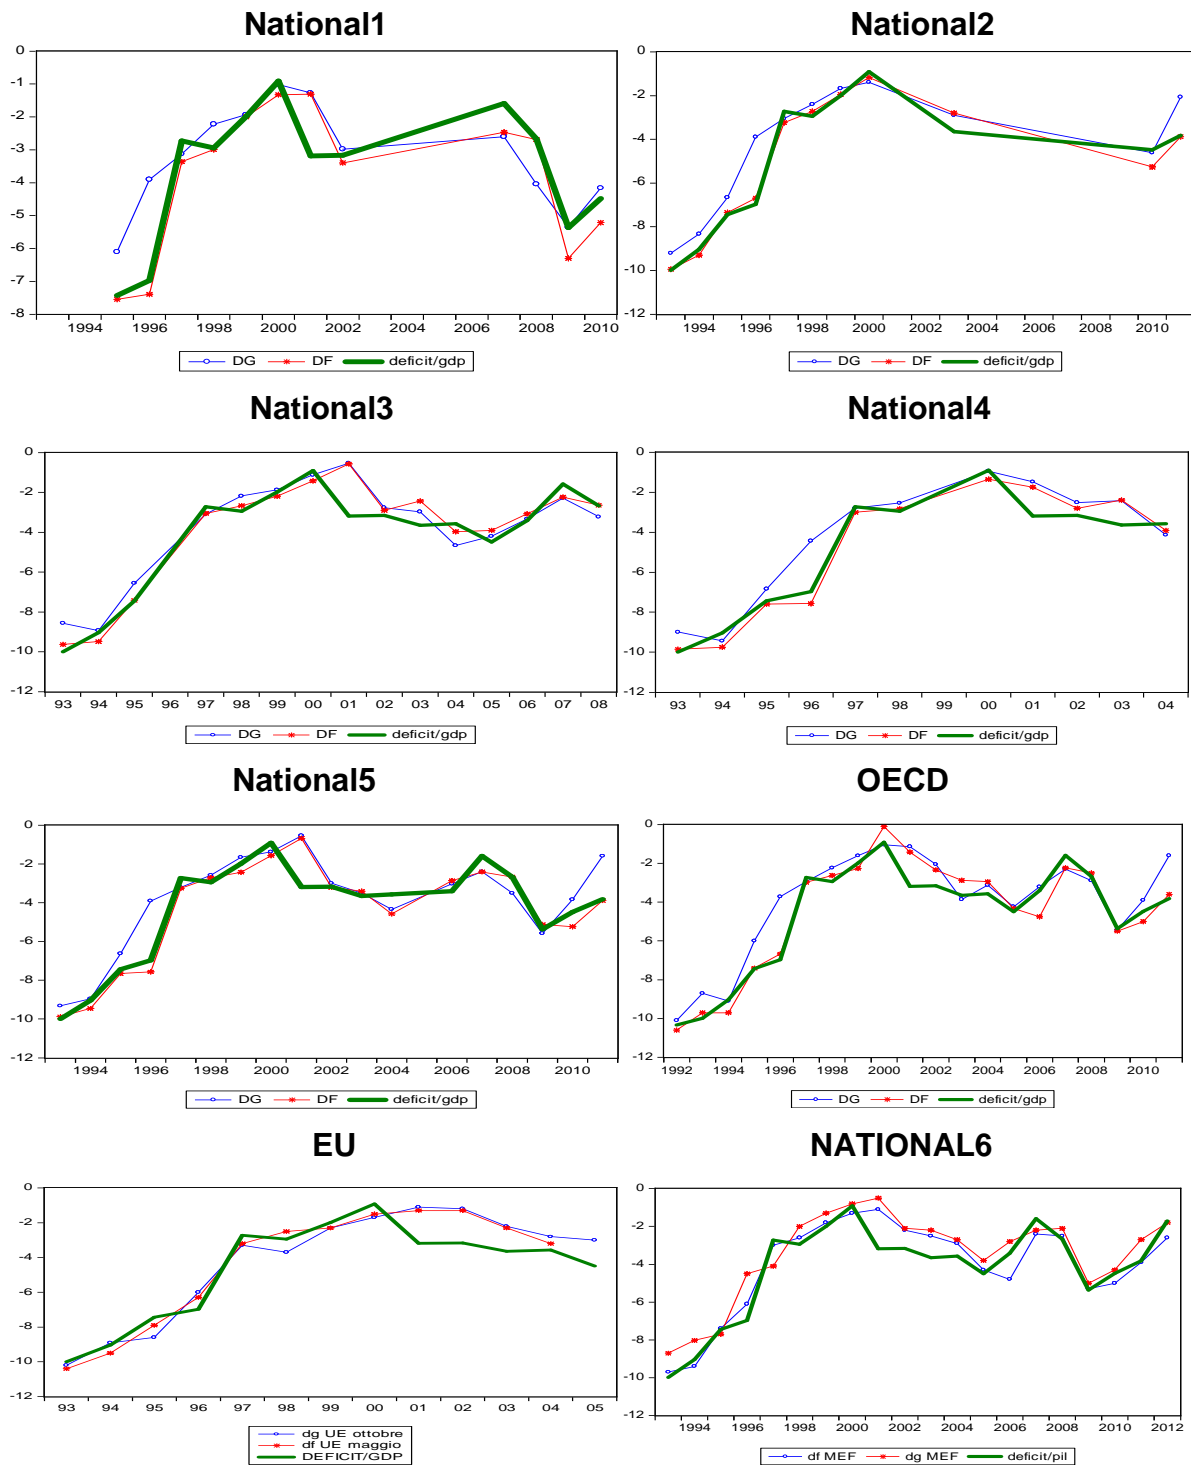 National1
0
-1
-2
-3
-4
-5
-6
-7
-8
1994 1996 1998 2000 2002 2006 2008 2010
DG DF deficit/gdp
National2
0
-2
-4
-6
-8
-10
-12
1994 1996 1998 2000 2002 2004 2006 2008 2010
DG DF deficit/gdp
National3
0
-2
-4
-6
-8
-10
-12
93 94 95 96 97 98 99 00 01 02 03 04 05 06 07 08
DG DF deficit/gdp
National4
0
-2
-4
-6
-8
-10
-12
93 94 95 96 97 98 99 00 01 02 03 04
DG DF deficit/gdp
National5
0
-2
-4
-6
-8
-10
-12
1994 1996 1998 2000 2002 2004 2006 2008 2010
DG DF deficit/gdp
OECD
0
-2
-4
-6
-8
-10
-12
1992 1994 1996 1998 2000 2002 2004 2006 2008 2010
DG DF deficit/gdp
EU
0
-2
-4
-6
-8
-10
-12
93 94 95 96 97 98 99 00 01 02 03 04 05
dg UE ottobre
df UE maggio
DEFICIT/GDP
NATIONAL6
0
-2
-4
-6
-8
-10
-12
1994 1996 1998 2000 2002 2004 2006 2008 2010 2012
df MEF dg MEF deficit/pil